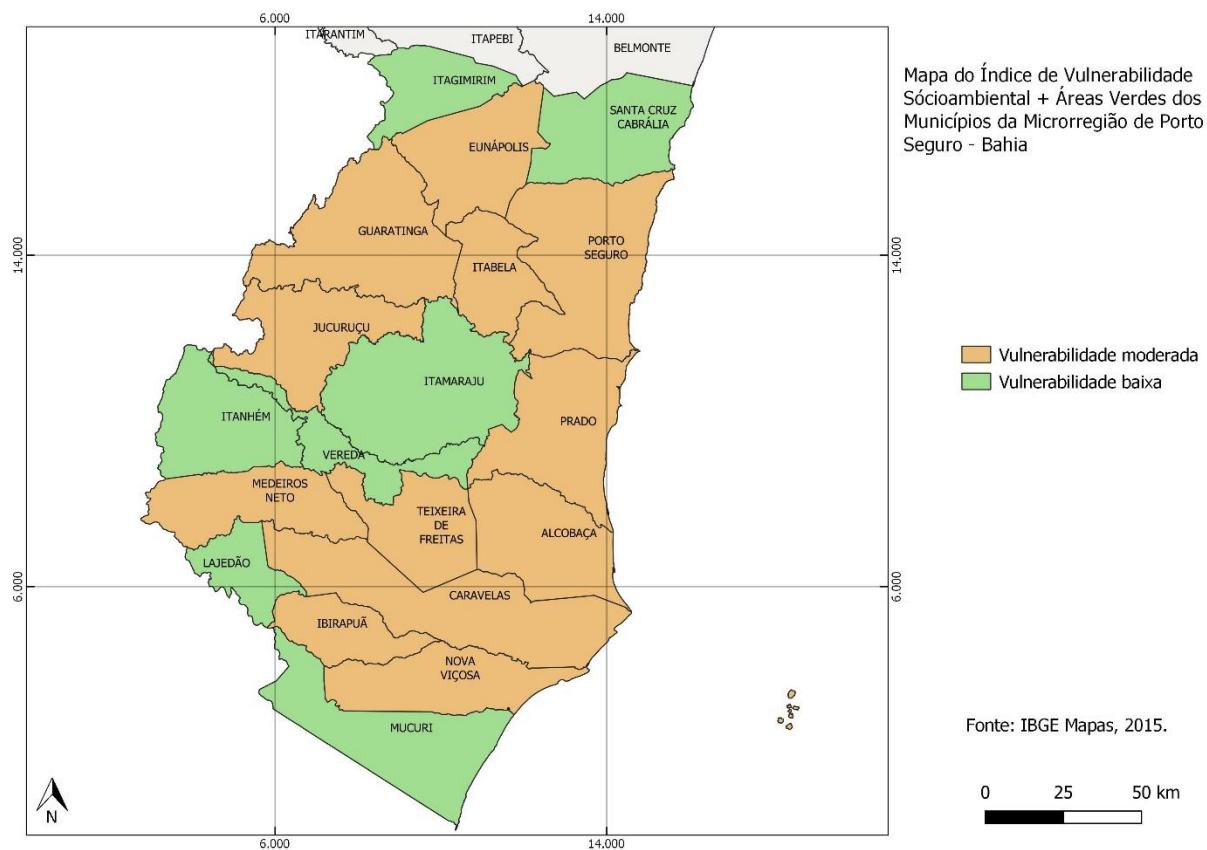 6.000
14.000
ITARANTIM
ITAPEBI
BELMONTE
ITAGIMIRIM
SANTA CRUZ
CABRÁLIA
EUNÁPOLIS
GUARATINGA
PORTO
SEGURO
14.000
14.000
ITABELA
JUCURUÇU
ITAMARAJU
ITANHÉM
PRADO
VEREDA
MEDEIROS
NETO
TEIXEIRA
DE
FREITAS
ALCOBAÇA
LAJEDÃO
6.000
6.000
CARAVELAS
IBIRAPUÃ
NOVA
VIÇOSA
MUCURI
N
6.000
14.000
Mapa do Índice de Vulnerabilidade
Sócioambiental + Áreas Verdes dos
Municípios da Microrregião de Porto
Seguro - Bahia
Vulnerabilidade moderada
Vulnerabilidade baixa
Fonte: IBGE Mapas, 2015.
0 25 50 km